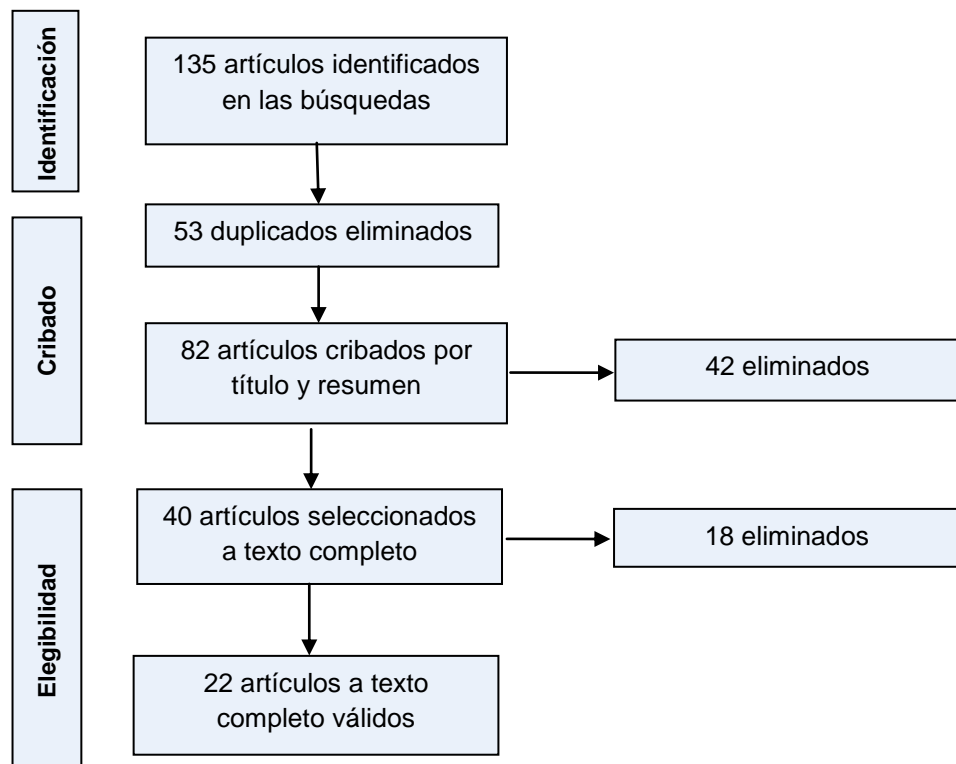 Identificación
135 artículos identificados
en las búsquedas
Cribado
53 duplicados eliminados
82 artículos cribados por
título y resumen
42 eliminados
Elegibilidad
40 artículos seleccionados
a texto completo
18 eliminados
22 artículos a texto
completo válidos